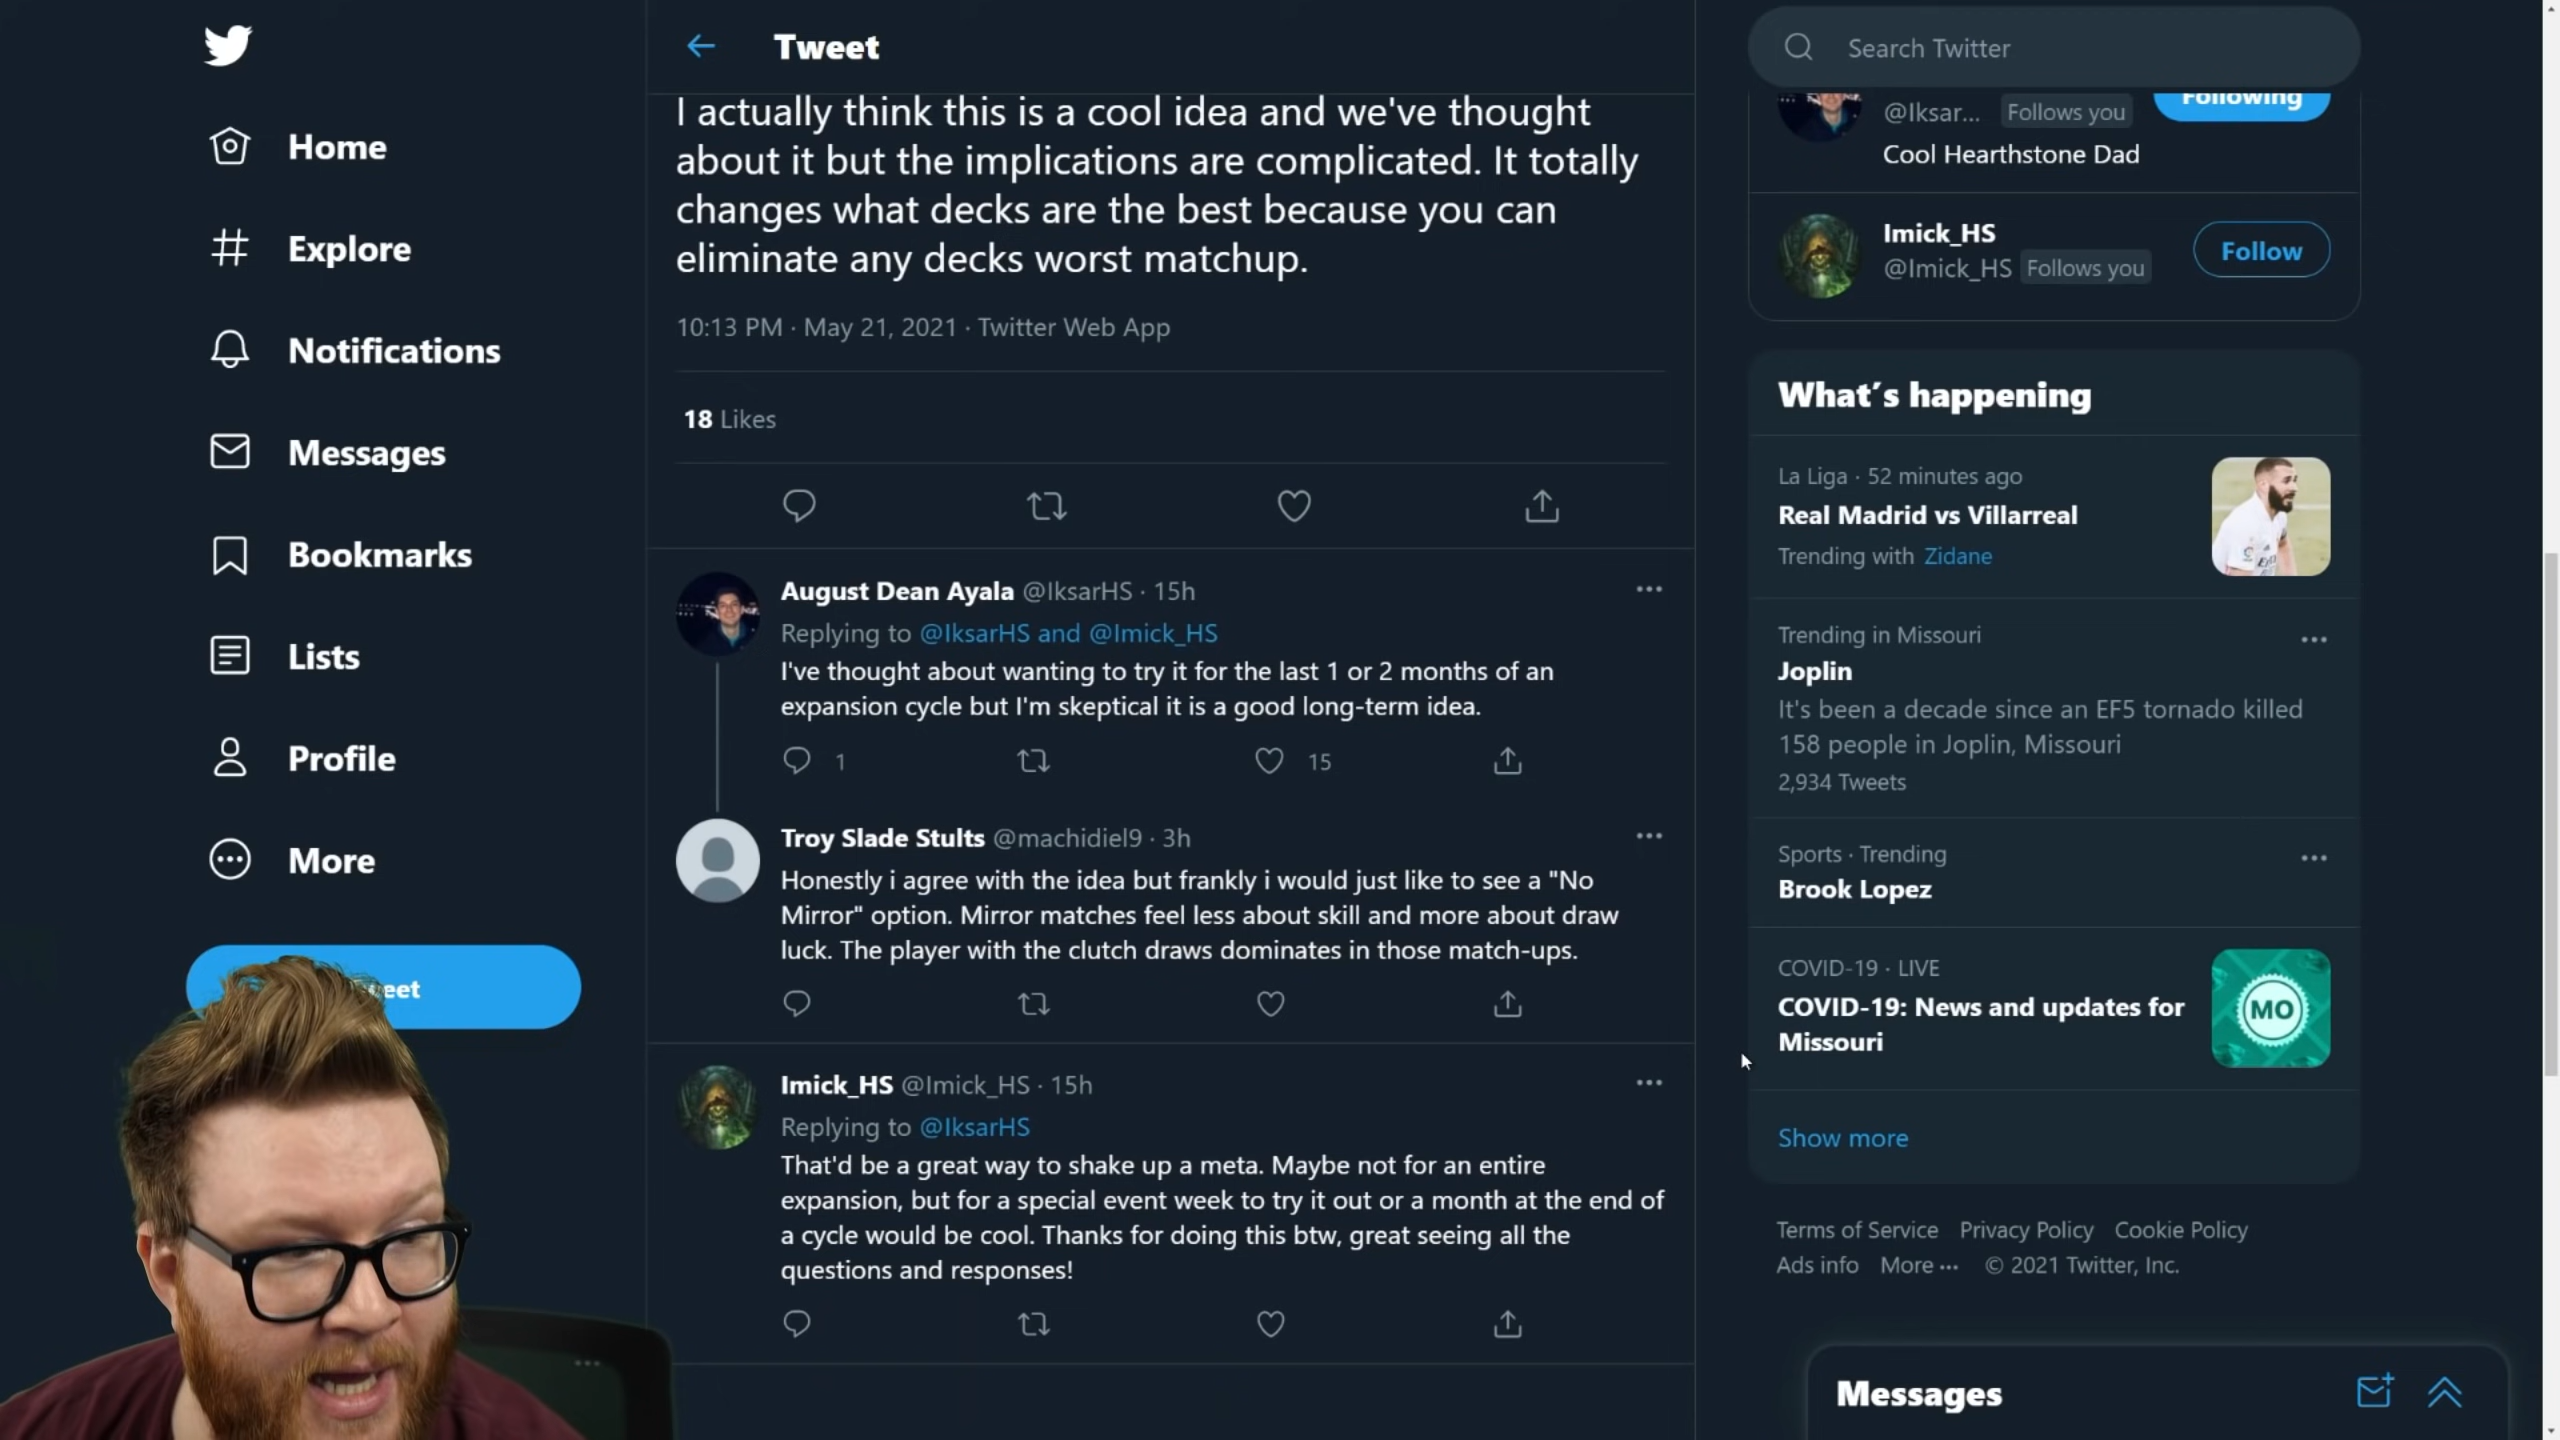 Home
Explore
Notifications
Messages
Bookmarks
Lists
Profile
More
eet
Tweet
I actually think this is a cool idea and we've thought
about it but the implications are complicated. It totally
changes what decks are the best because you can
eliminate any decks worst matchup.
10:13 PM · May 21, 2021 · Twitter Web App
18 Likes
August Dean Ayala @IksarHS · 15h
Replying to @IksarHS and @Imick_HS
I've thought about wanting to try it for the last 1 or 2 months of an
expansion cycle but I'm skeptical it is a good long-term idea.
1 15
Troy Slade Stults @machidiel9 · 3h
Honestly i agree with the idea but frankly i would just like to see a "No
Mirror" option. Mirror matches feel less about skill and more about draw
luck. The player with the clutch draws dominates in those match-ups.
Imick_HS @Imick_HS · 15h
Replying to @IksarHS
That'd be a great way to shake up a meta. Maybe not for an entire
expansion, but for a special event week to try it out or a month at the end of
a cycle would be cool. Thanks for doing this btw, great seeing all the
questions and responses!
Search Twitter
@Iksar... Follows you Following
Cool Hearthstone Dad
Imick_HS
@Imick_HS Follows you
Follow
What's happening
La Liga · 52 minutes ago
Real Madrid vs Villarreal
Trending with Zidane
Trending in Missouri
Joplin
It's been a decade since an EF5 tornado killed
158 people in Joplin, Missouri
2,934 Tweets
Sports · Trending
Brook Lopez
COVID-19 · LIVE
COVID-19: News and updates for
Missouri
MO
Show more
Terms of Service Privacy Policy Cookie Policy
Ads info More ··· © 2021 Twitter, Inc.
Messages